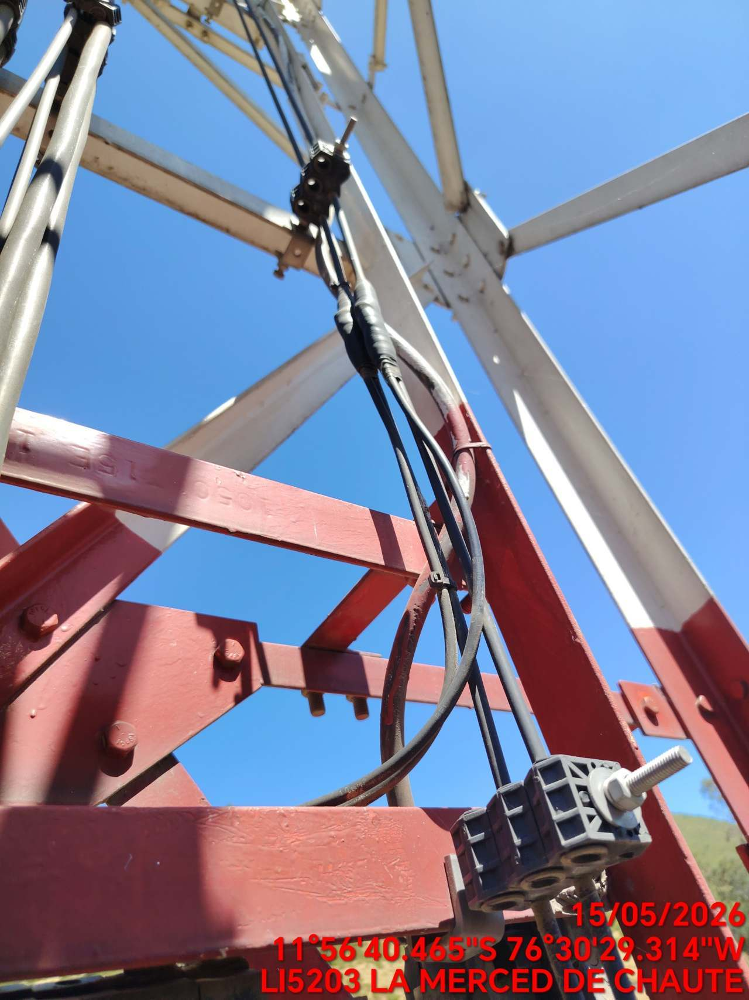 15/05/2026
11°56'40.465"S 76°30'29.314"W
LI5203 LA MERCED DE CHAUTE